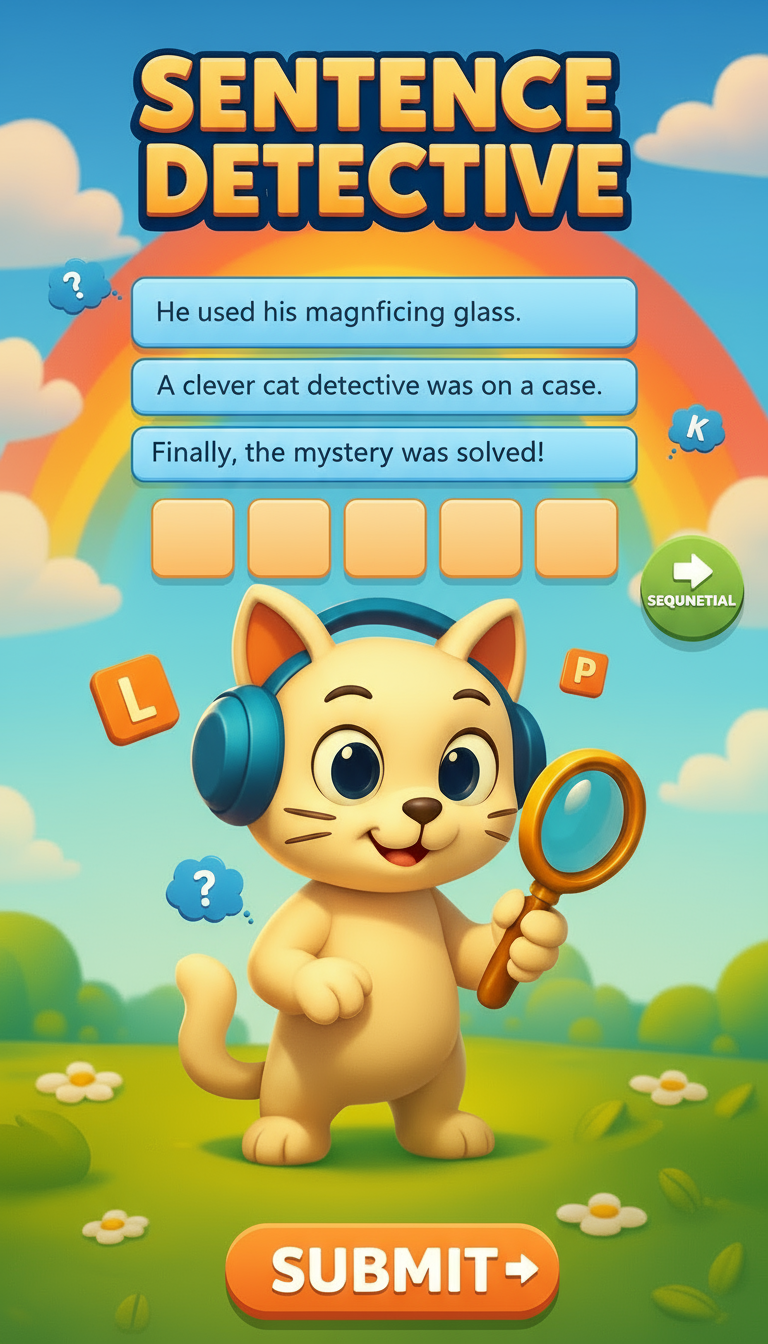 SENTENCE
DETECTIVE
?
He used his magnficing glass.
A clever cat detective was on a case.
K
Finally, the mystery was solved!
SEQUNETIAL
L
P
?
SUBMIT